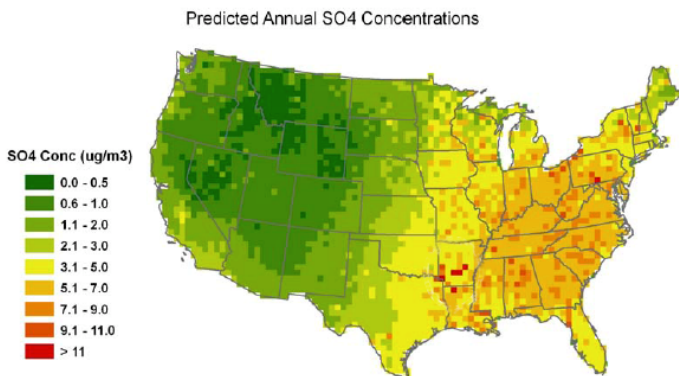 Predicted Annual SO4 Concentrations
SO4 Conc (ug/m3)
0.0 - 0.5
0.6 - 1.0
1.1 - 2.0
2.1 - 3.0
3.1 - 5.0
5.1 - 7.0
7.1 - 9.0
9.1 - 11.0
> 11